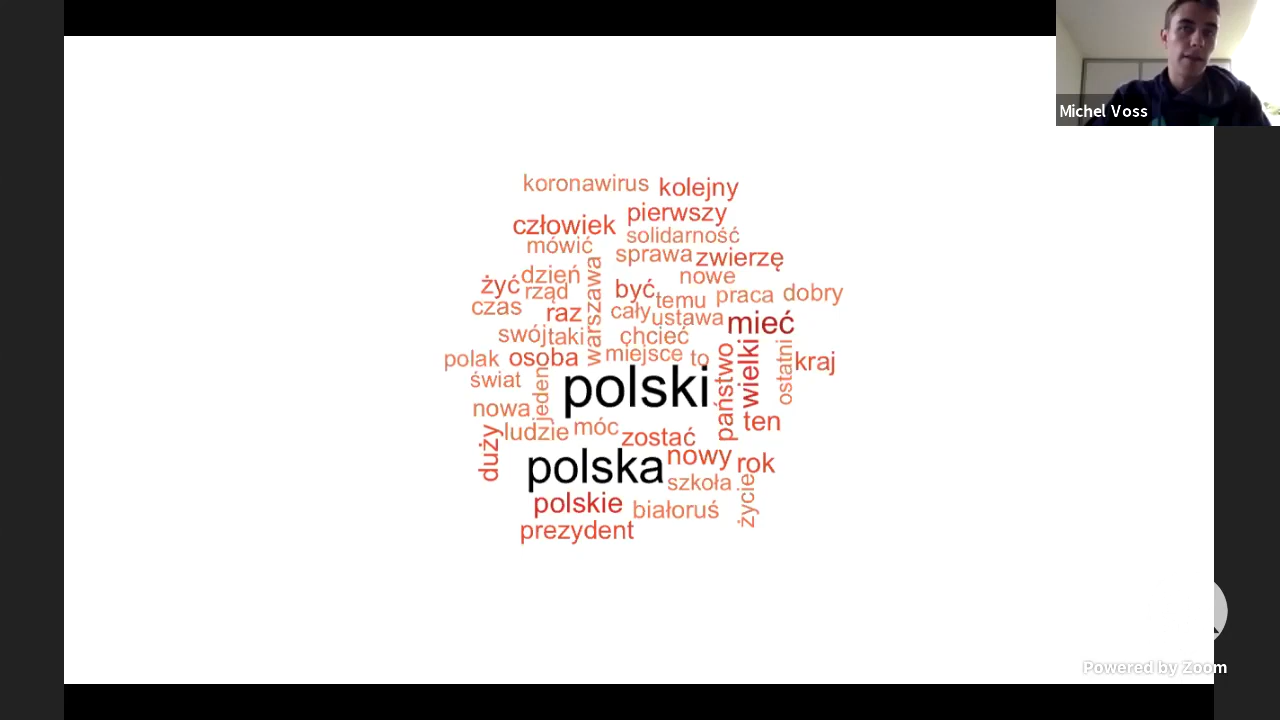 Michel Voss
koronawirus kolejny
człowiek pierwszy
mówić solidarność
sprawa zwierzę
dzień nowe
żyć rząd warszawa być temu praca dobry
czas raz cały ustawa mieć
swój taki chcieć
polak osoba miejsce to państwo wielki ostatni kraj
świat jeden polski
nowa ten
duży ludzie móc zostać
polska nowy rok
szkoła życie
polskie białoruś
prezydent
Powered by Zoom